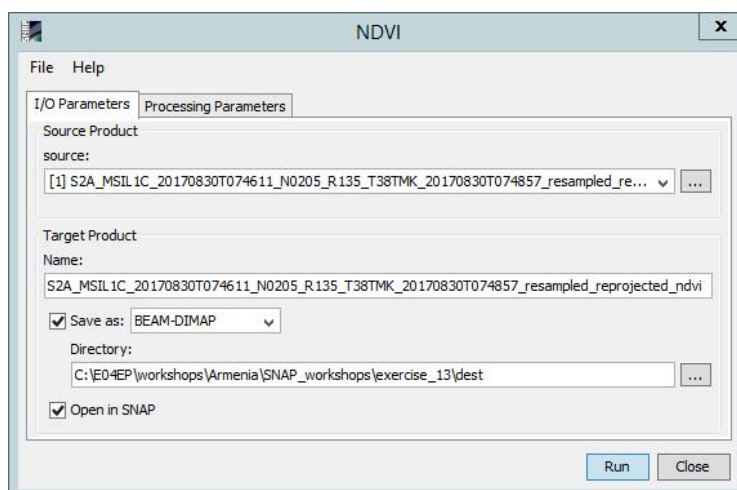 NDVI
x
File Help
I/O Parameters Processing Parameters
Source Product
source:
[1] S2A_MSIL1C_20170830T074611_N0205_R135_T38TMK_20170830T074857_resampled_re... ...
Target Product
Name:
S2A_MSIL1C_20170830T074611_N0205_R135_T38TMK_20170830T074857_resampled_reprojected_ndvi
Save as: BEAM-DIMAP
Directory:
C:\E04EP\workshops\Armenia\SNAP_workshops\exercise_13\dest ...
Open in SNAP
Run Close